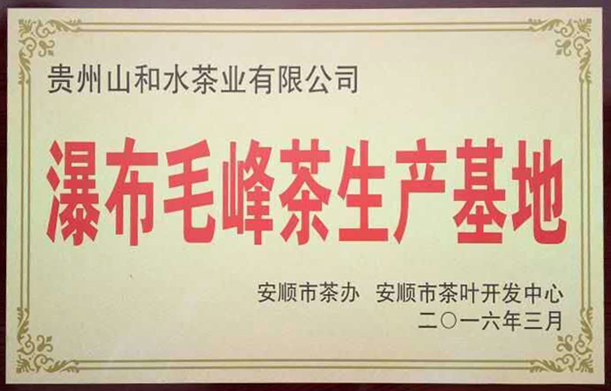 贵州山和水茶业有限公司
瀑布毛峰茶生产基地
安顺市茶办 安顺市茶叶开发中心
二〇一六年三月